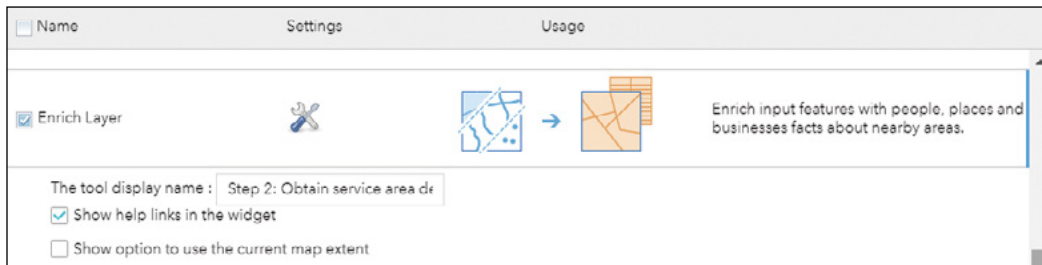 Name Settings Usage
Enrich Layer
Enrich input features with people, places and
businesses facts about nearby areas.
The tool display name : Step 2: Obtain service area de
Show help links in the widget
Show option to use the current map extent